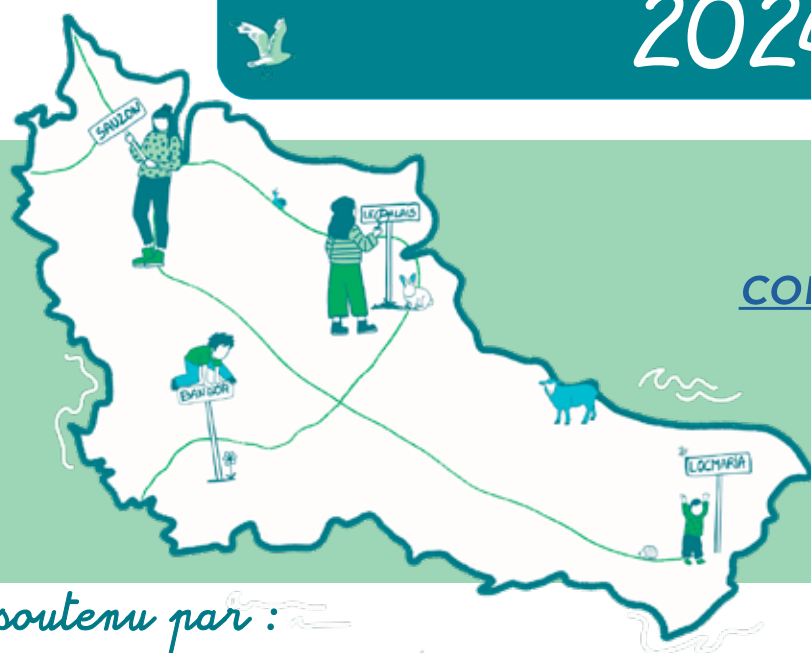 2024
SAUZON
LE PALAIS
BANGOR
LOCMARIA
soutenu par :